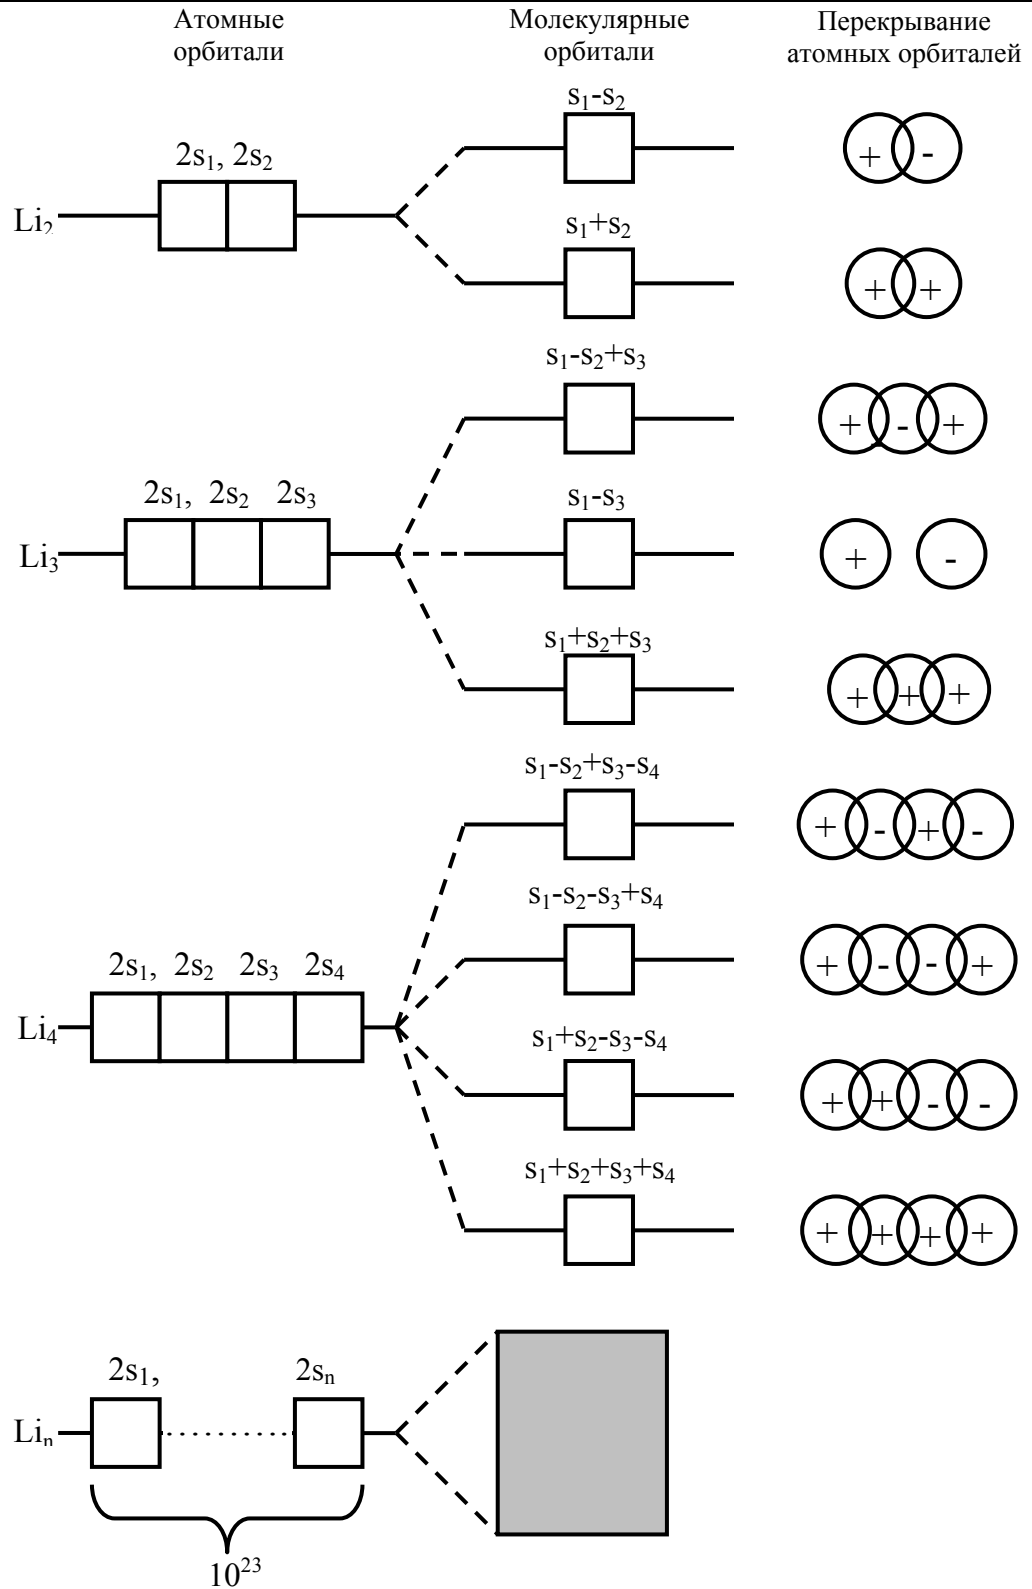 Атомные
орбитали
Молекулярные
орбитали
Перекрывание
атомных орбиталей
s₁-s₂
+ -
2s₁, 2s₂
Li₂
s₁+s₂
+ +
s₁-s₂+s₃
+ - +
2s₁, 2s₂ 2s₃
s₁-s₃
Li₃
+ -
s₁+s₂+s₃
+ + +
s₁-s₂+s₃-s₄
+ - + -
s₁-s₂-s₃+s₄
+ - - +
2s₁, 2s₂ 2s₃ 2s₄
Li₄
s₁+s₂-s₃-s₄
+ + - -
s₁+s₂+s₃+s₄
+ + + +
2s₁, 2sₙ
Liₙ
10²³